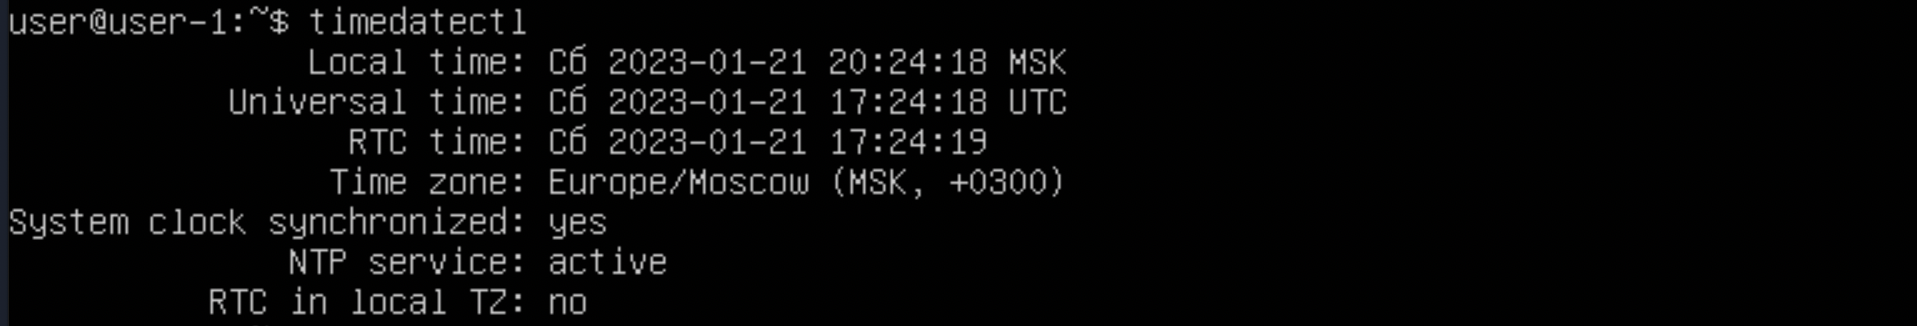 user@user-1:~$ timedatectl
Local time: Сб 2023-01-21 20:24:18 MSK
Universal time: Сб 2023-01-21 17:24:18 UTC
RTC time: Сб 2023-01-21 17:24:19
Time zone: Europe/Moscow (MSK, +0300)
System clock synchronized: yes
NTP service: active
RTC in local TZ: no